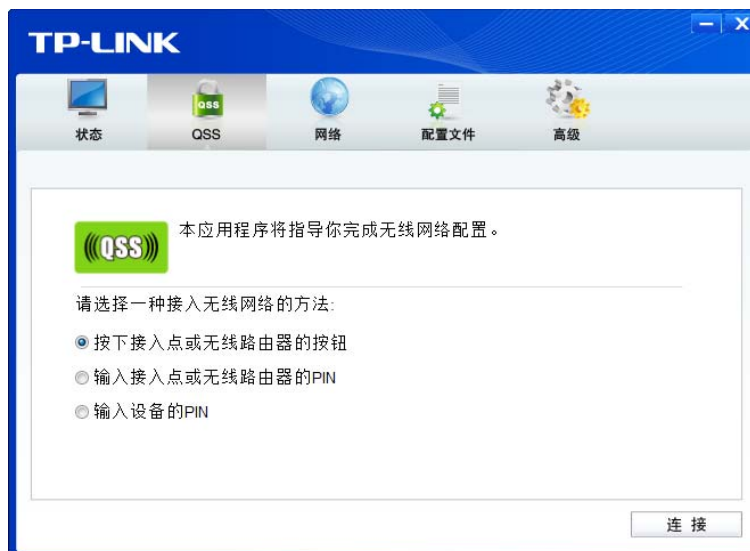 TP-LINK
状态 QSS 网络 配置文件 高级
QSS
本应用程序将指导你完成无线网络配置。
请选择一种接入无线网络的方法:
按下接入点或无线路由器的按钮
输入接入点或无线路由器的PIN
输入设备的PIN
连 接